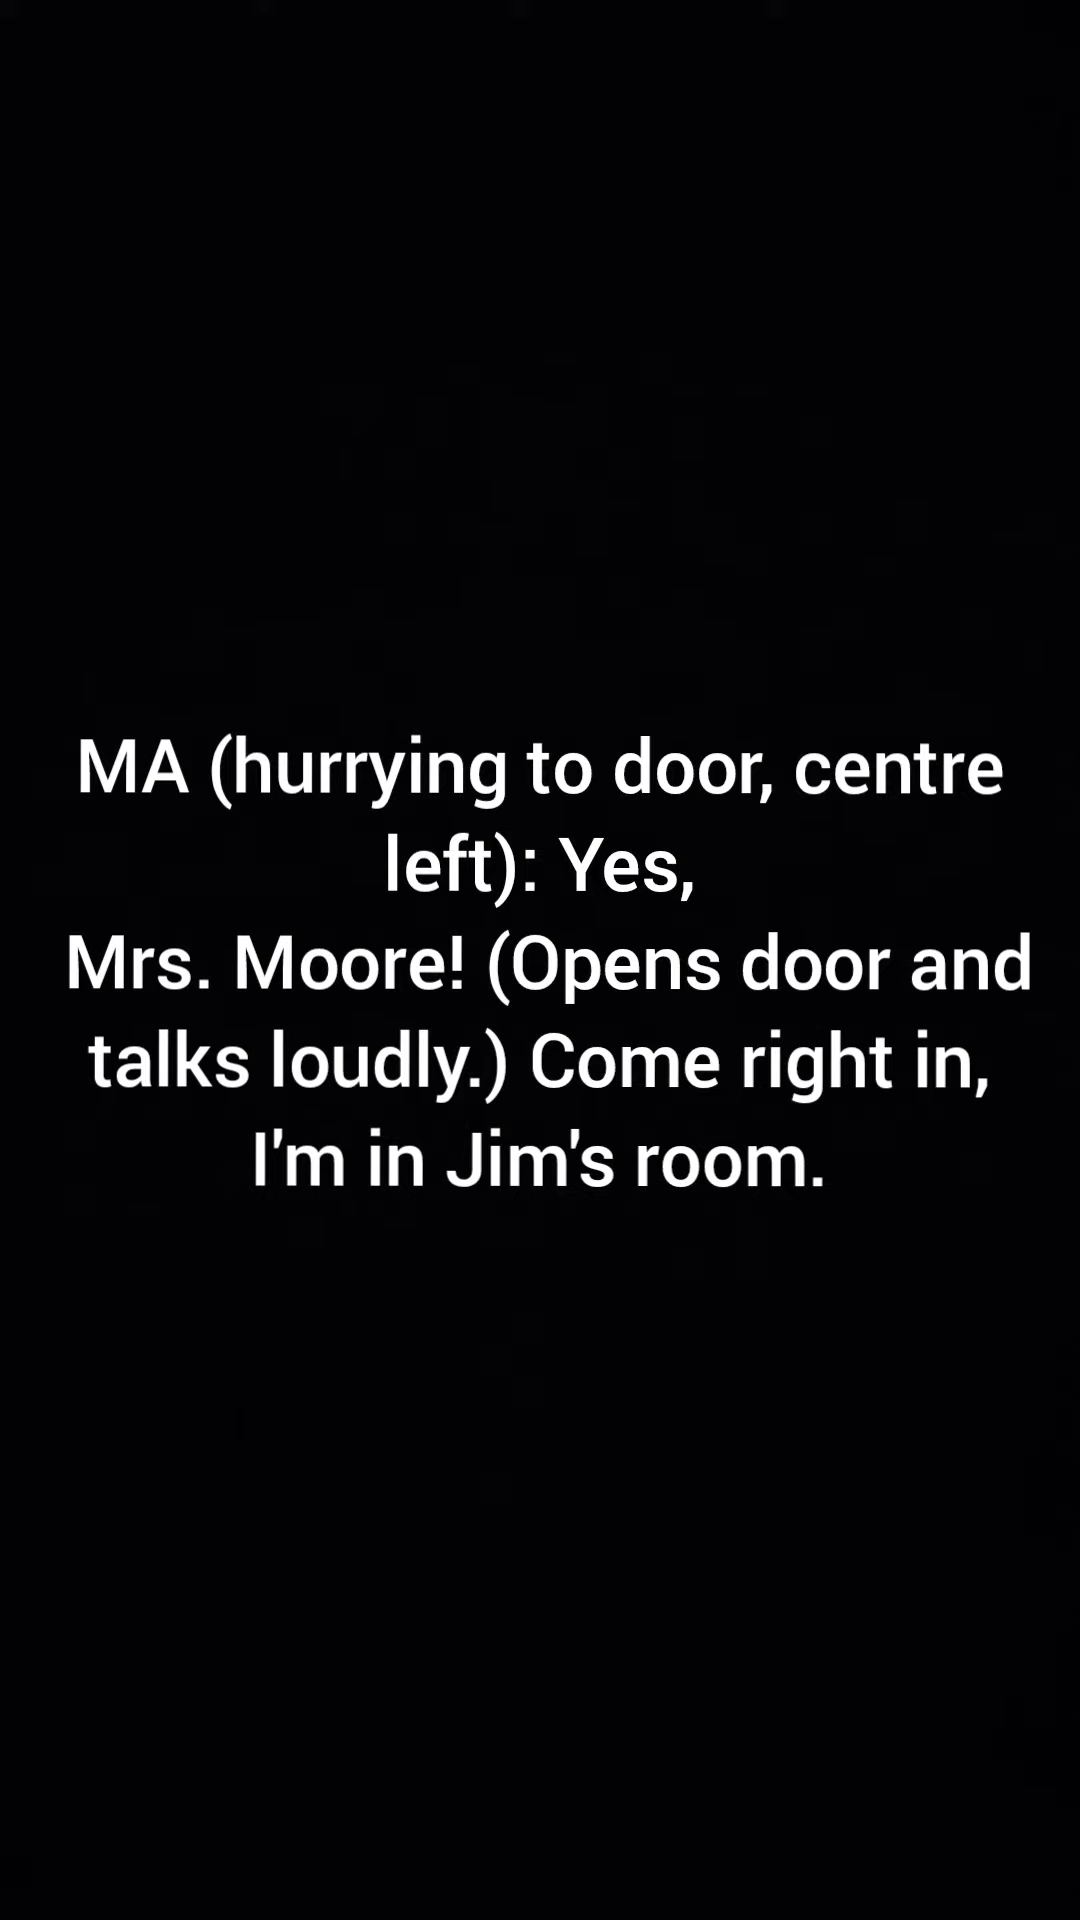 MA (hurrying to door, centre
left): Yes,
Mrs. Moore! (Opens door and
talks loudly.) Come right in,
I'm in Jim's room.